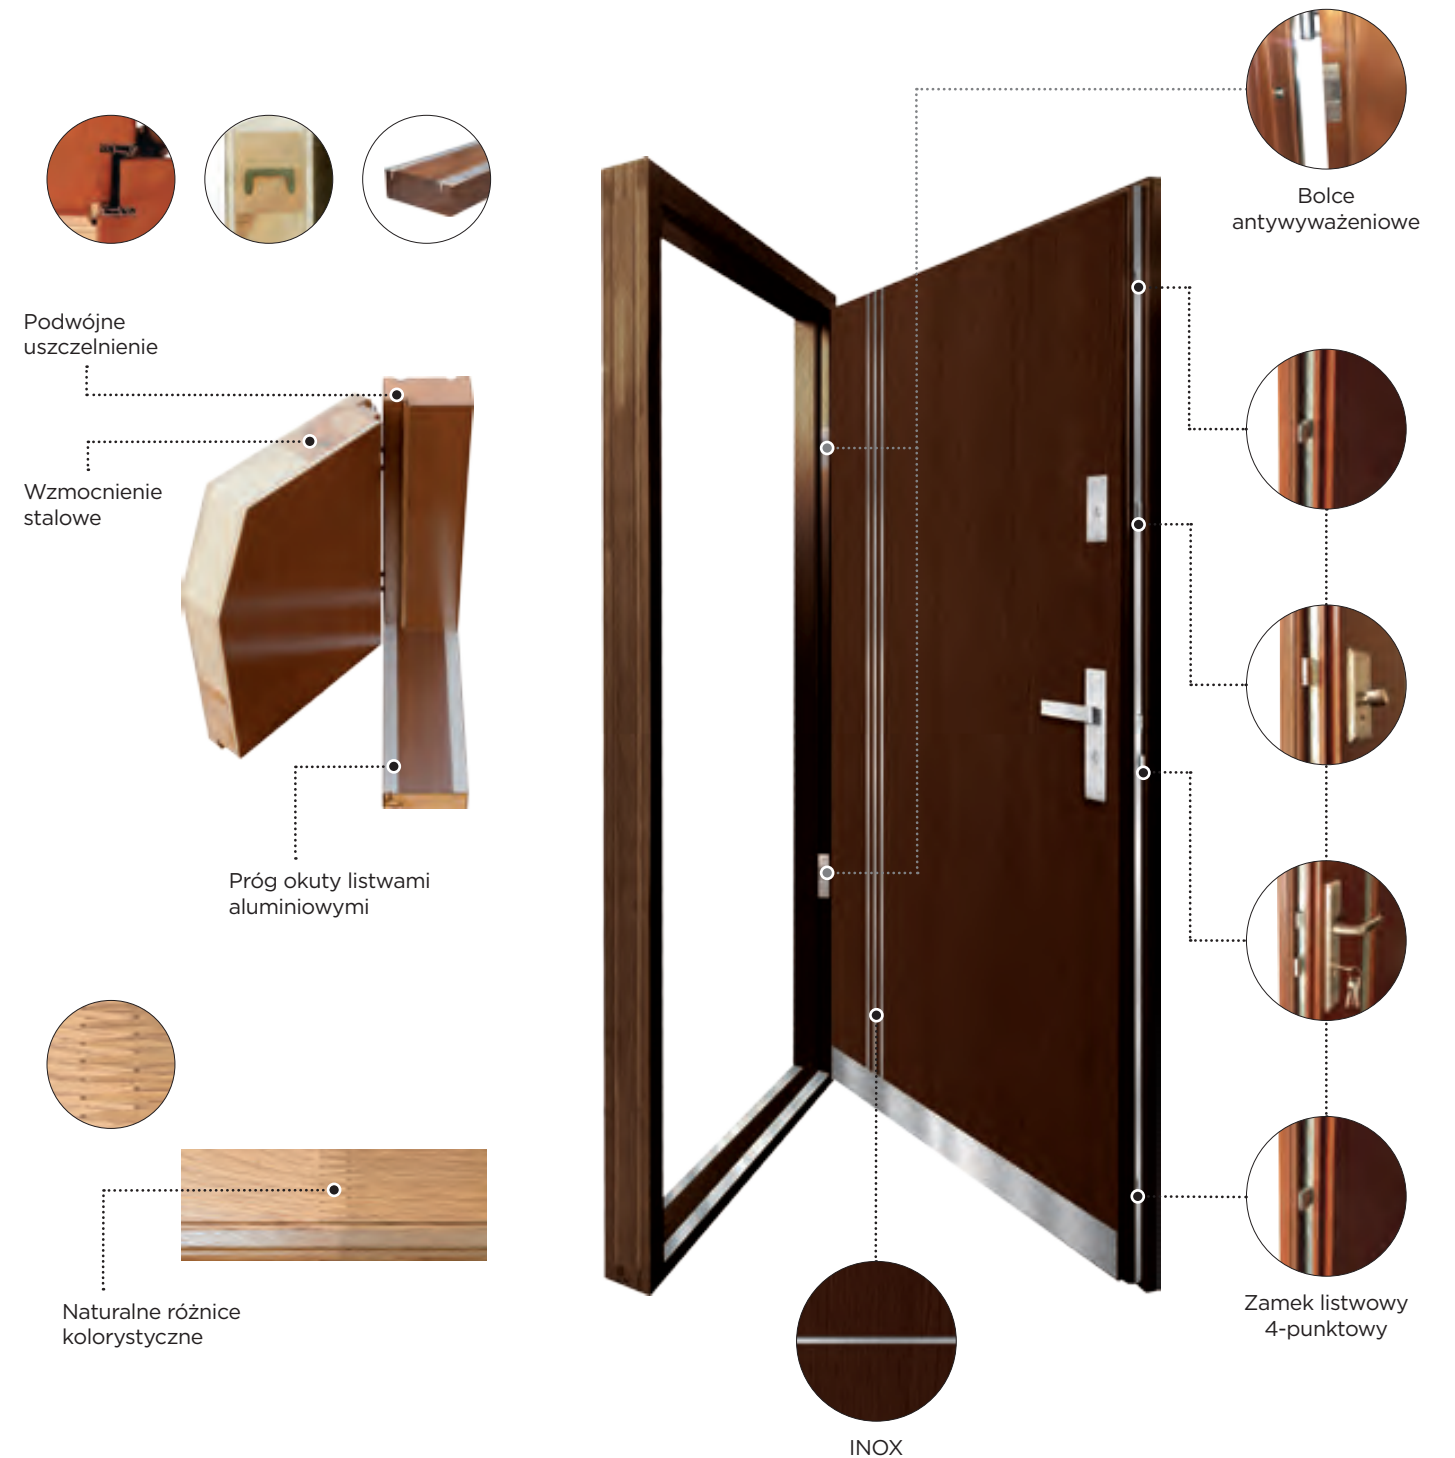 Bolce
antywyważeniowe
Podwójne
uszczelnienie
Wzmocnienie
stalowe
Próg okuty listwami
aluminiowymi
Naturalne różnice
kolorystyczne
Zamek listwowy
4-punktowy
INOX